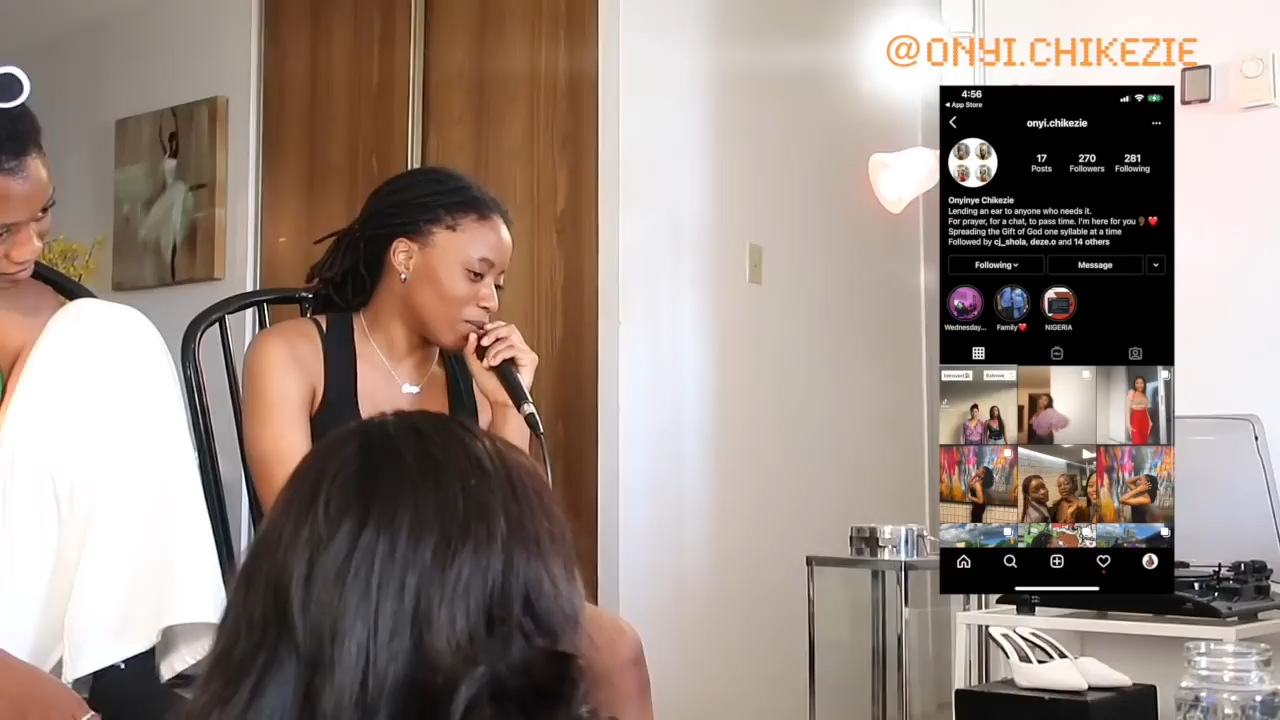 @ONYI.CHIKEZIE
4:56
App Store
onyi.chikezie
17 270 281
Posts Followers Following
Onyinye Chikezie
Lending an ear to anyone who needs it.
For prayer, for a chat, to pass time. I'm here for you
Spreading the Gift of God one syllable at a time
Followed by cj_shola, deze.o and 14 others
Following Message
Wednesday... Family NIGERIA
Introvert